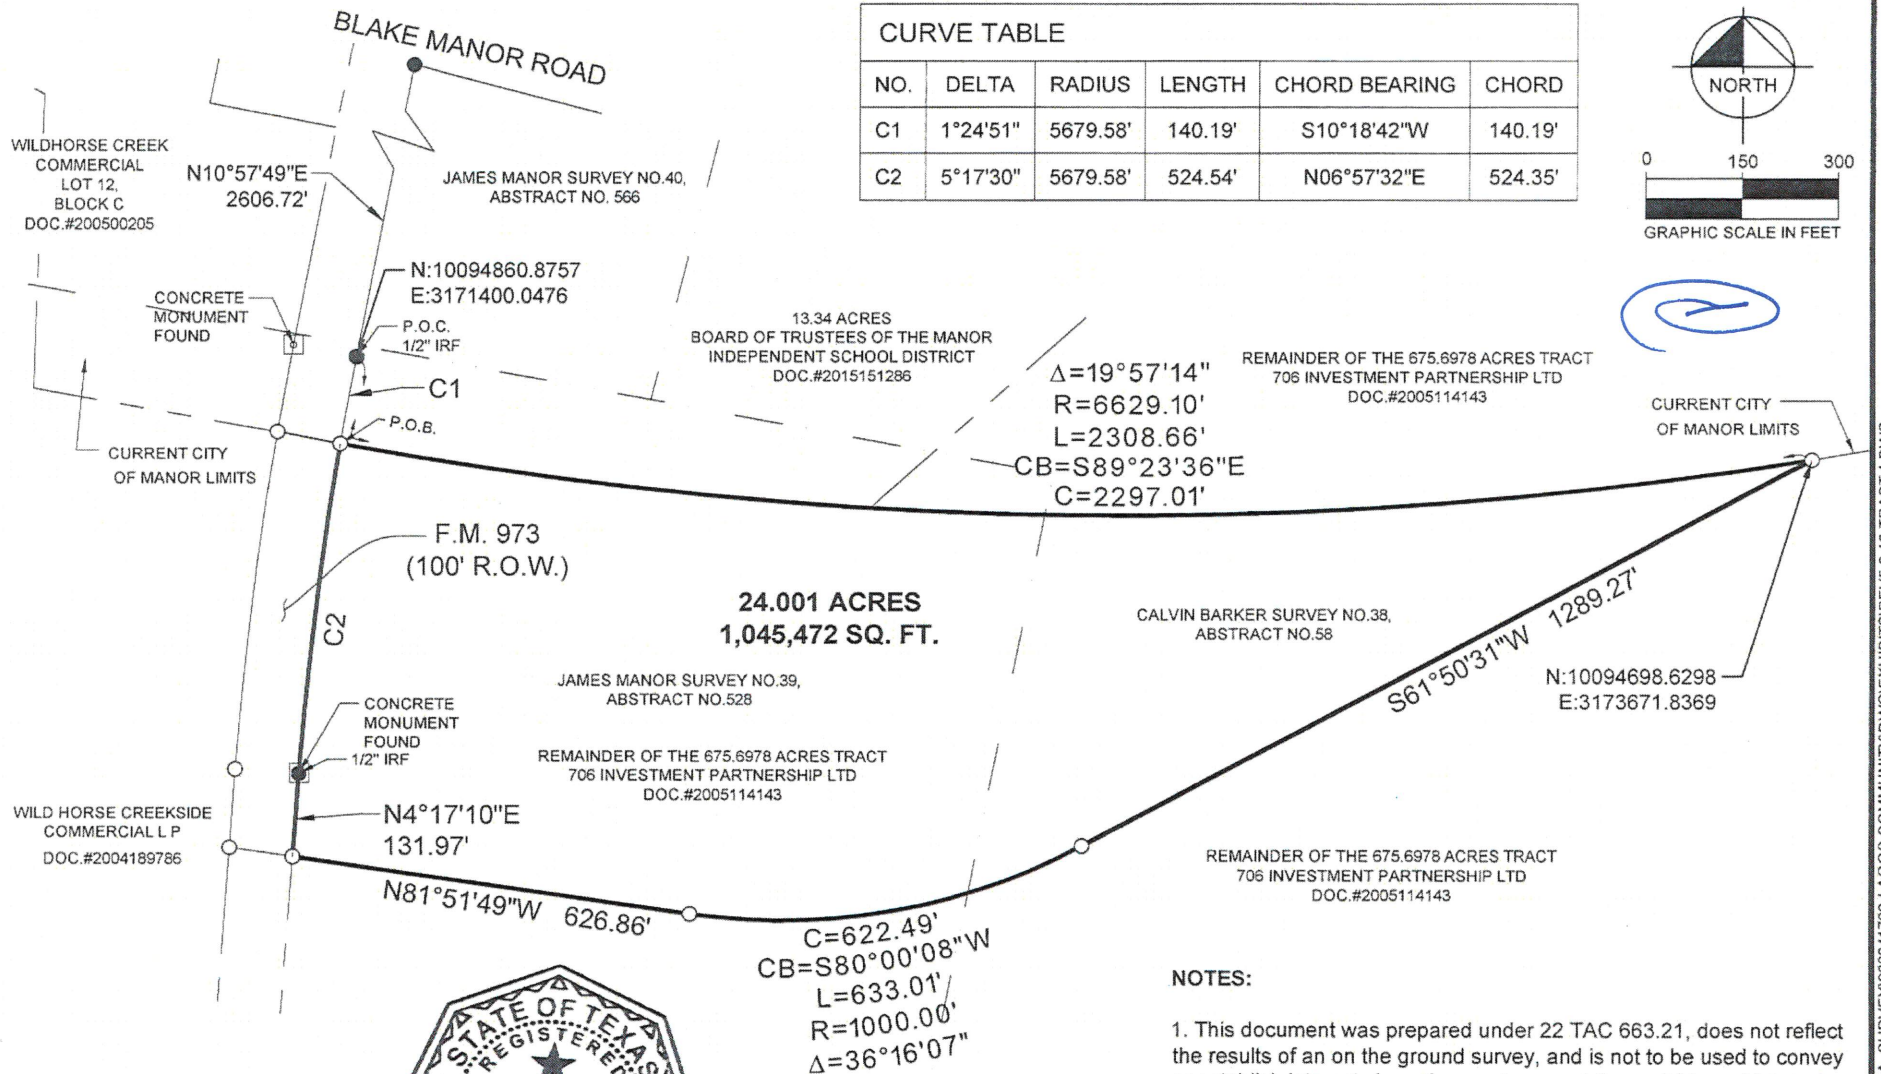 BLAKE MANOR ROAD
CURVE TABLE
NO. DELTA RADIUS LENGTH CHORD BEARING CHORD
C1 1°24'51" 5679.58' 140.19' S10°18'42"W 140.19'
C2 5°17'30" 5679.58' 524.54' N06°57'32"E 524.35'
NORTH
0 150 300
GRAPHIC SCALE IN FEET
WILDHORSE CREEK
COMMERCIAL
LOT 12,
BLOCK C
DOC.#200500205
N10°57'49"E
2606.72'
JAMES MANOR SURVEY NO.40,
ABSTRACT NO. 566
N:10094860.8757
E:3171400.0476
CONCRETE
MONUMENT
FOUND
P.O.C.
1/2" IRF
C1
P.O.B.
13.34 ACRES
BOARD OF TRUSTEES OF THE MANOR
INDEPENDENT SCHOOL DISTRICT
DOC.#2015151286
Δ=19°57'14"
R=6629.10'
L=2308.66'
CB=S89°23'36"E
C=2297.01'
REMAINDER OF THE 675.6978 ACRES TRACT
706 INVESTMENT PARTNERSHIP LTD
DOC.#2005114143
CURRENT CITY
OF MANOR LIMITS
CURRENT CITY
OF MANOR LIMITS
F.M. 973
(100' R.O.W.)
C2
24.001 ACRES
1,045,472 SQ. FT.
CALVIN BARKER SURVEY NO.38,
ABSTRACT NO.58
S61°50'31"W 1289.27'
N:10094698.6298
E:3173671.8369
JAMES MANOR SURVEY NO.39,
ABSTRACT NO.528
CONCRETE
MONUMENT
FOUND
1/2" IRF
REMAINDER OF THE 675.6978 ACRES TRACT
706 INVESTMENT PARTNERSHIP LTD
DOC.#2005114143
WILD HORSE CREEKSIDE
COMMERCIAL L P
DOC.#2004189786
N4°17'10"E
131.97'
N81°51'49"W 626.86'
C=622.49'
CB=S80°00'08"W
L=633.01'
R=1000.00'
Δ=36°16'07"
REMAINDER OF THE 675.6978 ACRES TRACT
706 INVESTMENT PARTNERSHIP LTD
DOC.#2005114143
STATE OF TEXAS
REGISTERED
NOTES:
1. This document was prepared under 22 TAC 663.21, does not reflect
the results of an on the ground survey, and is not to be used to convey